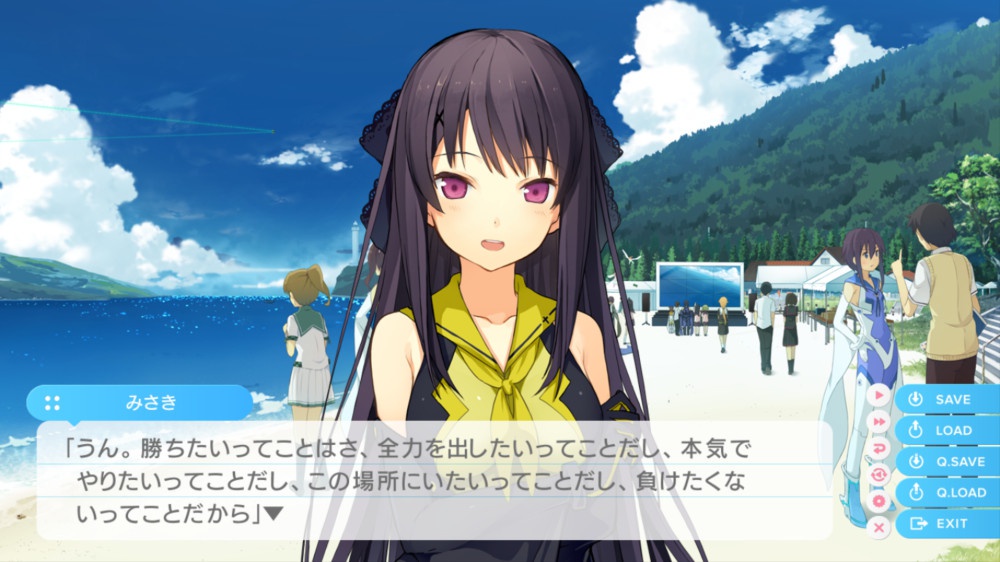 みさき
「うん。勝ちたいってことはさ、全力を出したいってことだし、本気で
やりたいってことだし、この場所にいたいってことだし、負けたくな
いってことだから」▼
SAVE
LOAD
Q.SAVE
Q.LOAD
EXIT